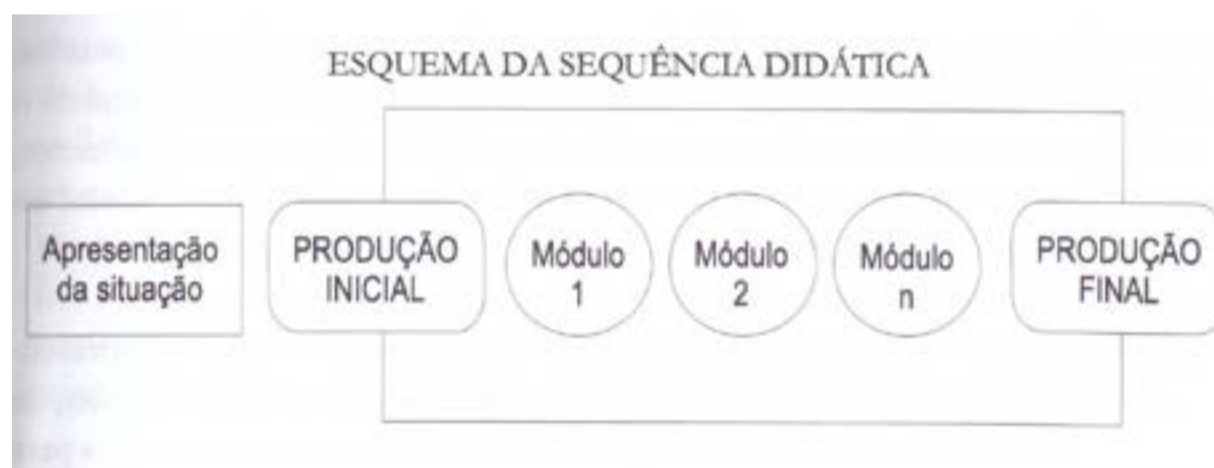 ESQUEMA DA SEQUÊNCIA DIDÁTICA
Apresentação
da situação
PRODUÇÃO
INICIAL
Módulo
1
Módulo
2
Módulo
n
PRODUÇÃO
FINAL